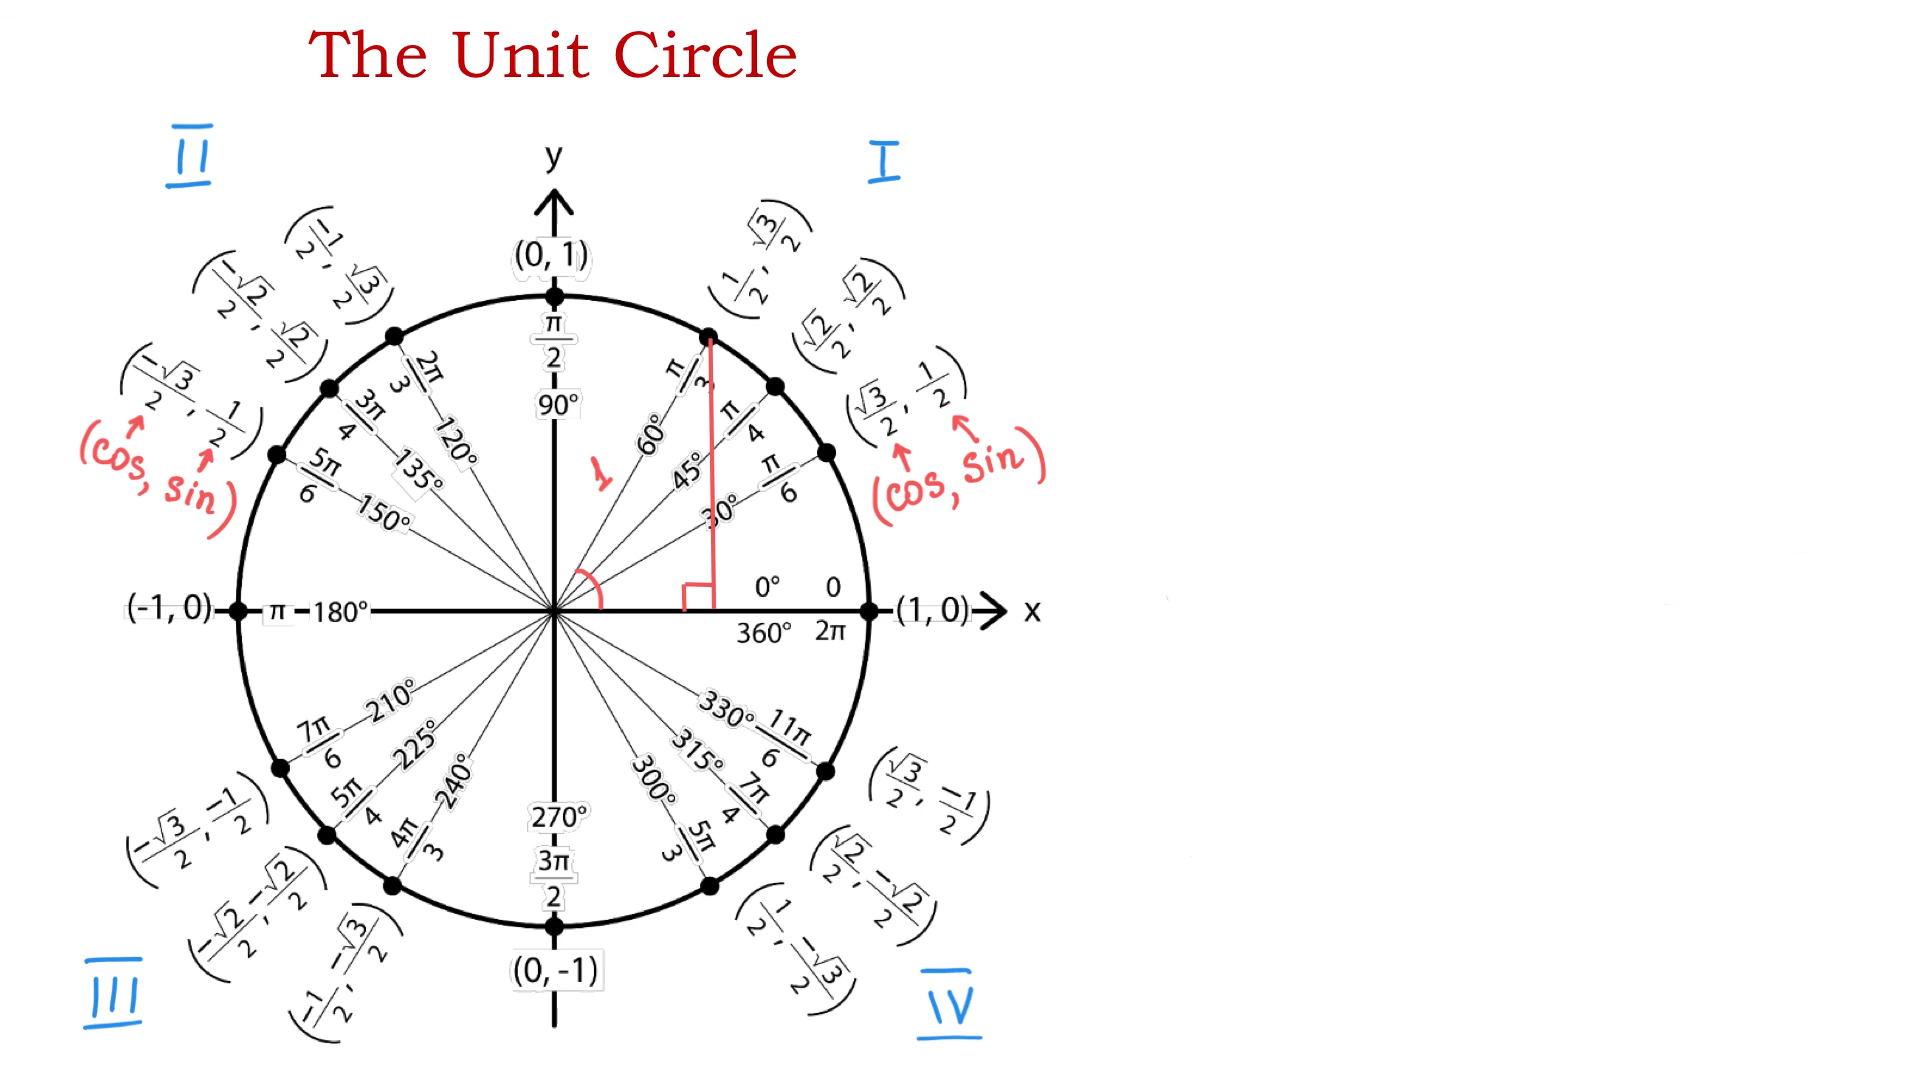 The Unit Circle
II
I
y
(0, 1)
(-1/2, √3/2)
(1/2, √3/2)
(-√2/2, √2/2)
(√2/2, √2/2)
(-√3/2, 1/2)
(√3/2, 1/2)
(cos, sin)
(cos, sin)
π/2
90°
2π/3
120°
π/3
60°
3π/4
135°
π/4
45°
5π/6
150°
π/6
30°
1
(-1, 0)
π
180°
0° 0
360° 2π
(1, 0)
x
7π/6
210°
330°
11π/6
5π/4
225°
315°
7π/4
4π/3
240°
300°
5π/3
270°
3π/2
(-√3/2, -1/2)
(√3/2, -1/2)
(-√2/2, -√2/2)
(√2/2, -√2/2)
(-1/2, -√3/2)
(1/2, -√3/2)
(0, -1)
III
IV